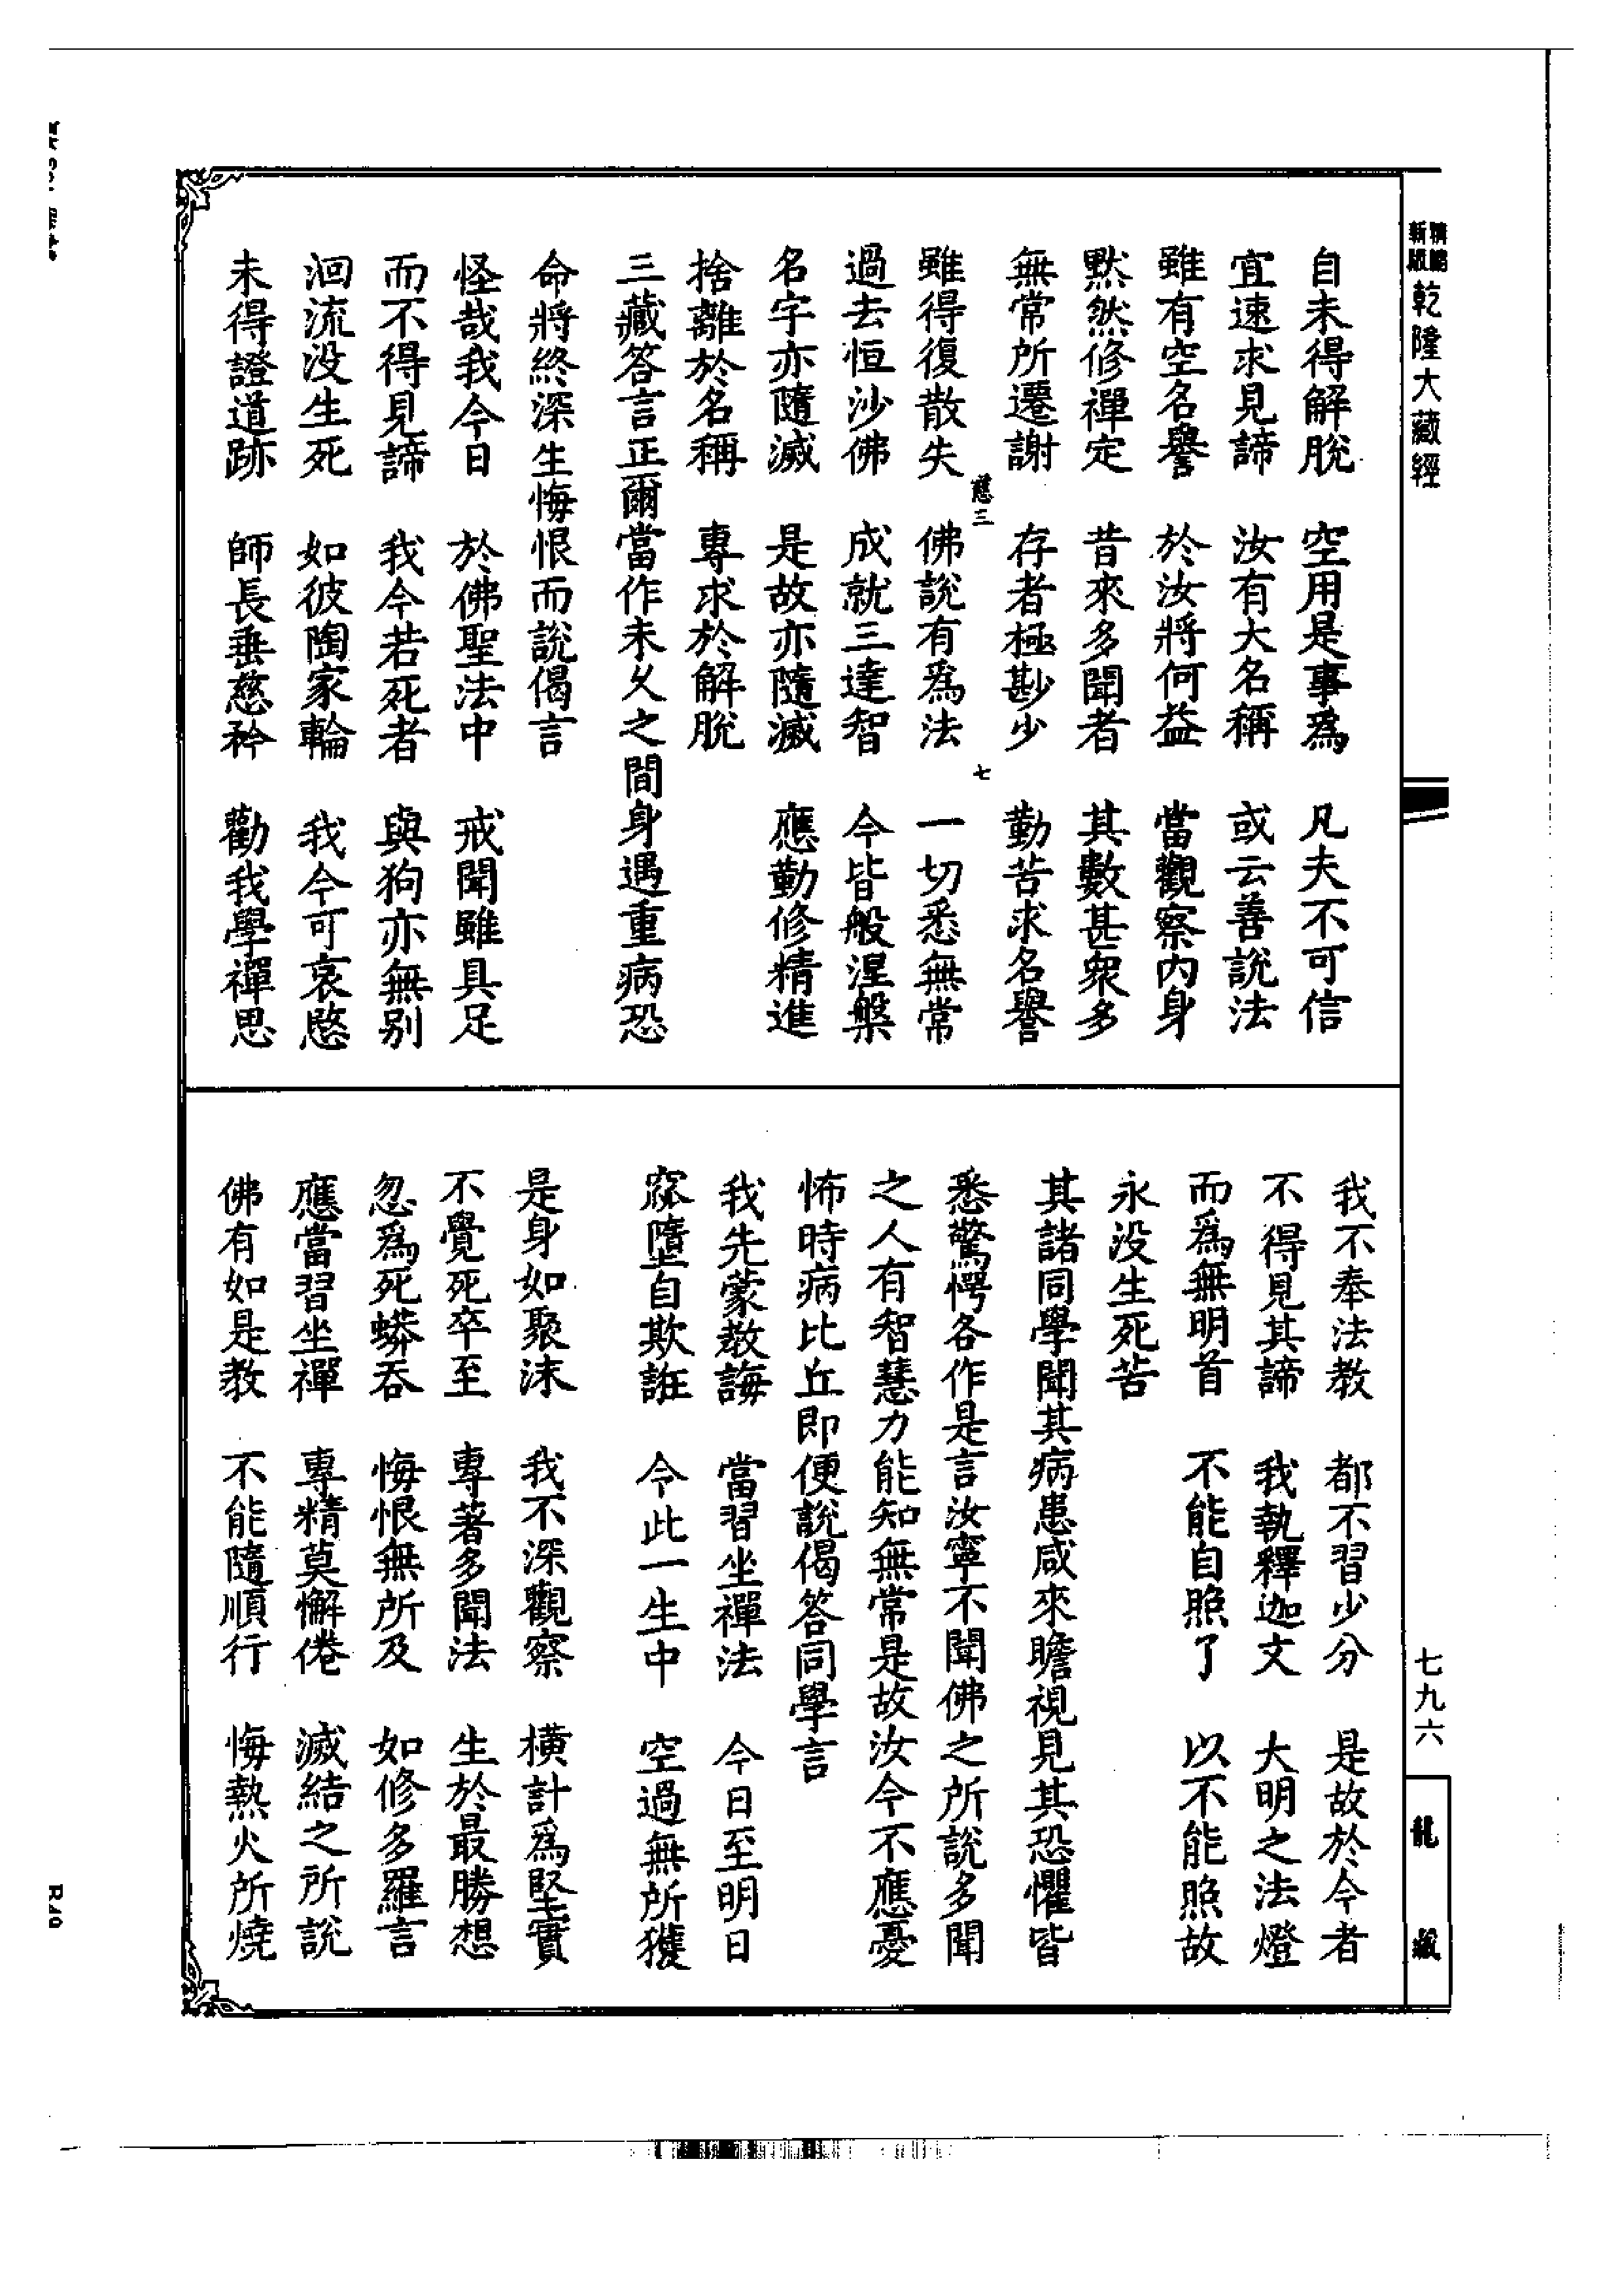 新版
精縮
乾隆大藏經
自未得解脫　空用是事爲　凡夫不可信
宜速求見諦　汝有大名稱　或云善說法
雖有空名譽　於汝將何益　當觀察內身
默然修禪定　昔來多聞者　其數甚衆多
無常所遷謝　存者極尠少　勤苦求名譽
慈三　七
雖得復散失　佛說有爲法　一切悉無常
過去恒沙佛　成就三達智　今皆般涅槃
名字亦隨滅　是故亦隨滅　應勤修精進
捨離於名稱　專求於解脫
三藏答言正爾當作未久之間身遇重病恐
命將終深生悔恨而說偈言
怪哉我今日　於佛聖法中　戒聞雖具足
而不得見諦　我今若死者　與狗亦無別
洄流没生死　如彼陶家輪　我今可哀愍
未得證道跡　師長垂慈矜　勸我學禪思
我不奉法教　都不習少分　是故於今者
不得見其諦　我執釋迦文　大明之法燈
而爲無明首　不能自照了　以不能照故
永没生死苦
其諸同學聞其病患咸來瞻視見其恐懼皆
悉驚愕各作是言汝寧不聞佛之所說多聞
之人有智慧力能知無常是故汝今不應憂
怖時病比丘即便說偈答同學言
我先蒙教誨　當習坐禪法　今日至明日
窳墮自欺誑　今此一生中　空過無所獲
是身如聚沫　我不深觀察　橫計爲堅實
不覺死卒至　專著多聞法　生於最勝想
忽爲死蟒吞　悔恨無所及　如修多羅言
應當習坐禪　專精莫懈倦　滅結之所說
佛有如是教　不能隨順行　悔熱火所燒
七九六
龍藏